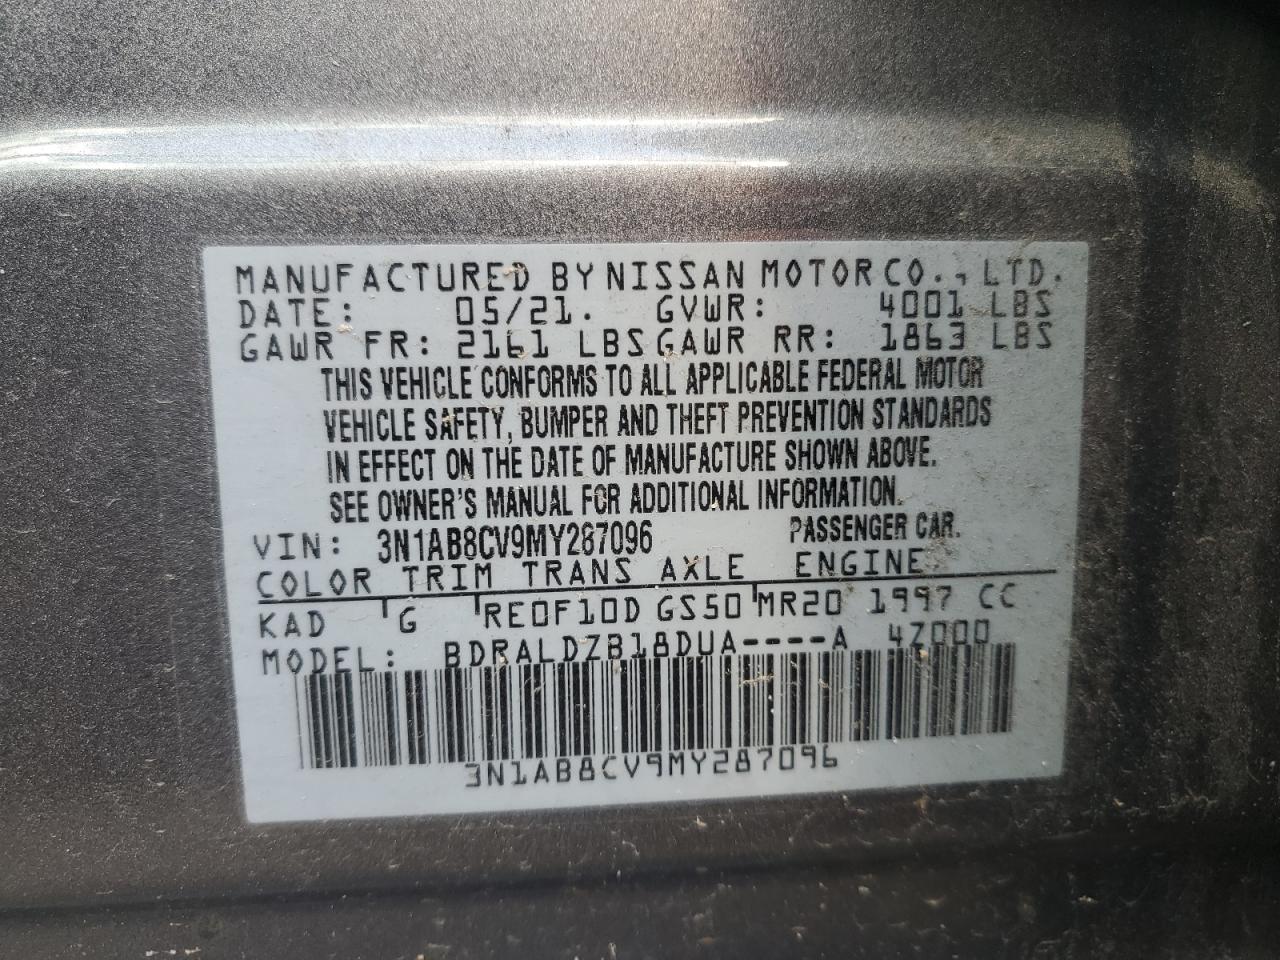 MANUFACTURED BY NISSAN MOTOR CO., LTD.
DATE: 05/21. GVWR: 4001 LBS
GAWR FR: 2161 LBS GAWR RR: 1863 LBS
THIS VEHICLE CONFORMS TO ALL APPLICABLE FEDERAL MOTOR
VEHICLE SAFETY, BUMPER AND THEFT PREVENTION STANDARDS
IN EFFECT ON THE DATE OF MANUFACTURE SHOWN ABOVE.
SEE OWNER'S MANUAL FOR ADDITIONAL INFORMATION.
VIN: 3N1AB8CV9MY287096 PASSENGER CAR.
COLOR TRIM TRANS AXLE ENGINE
KAD G RE0F10D GS50 MR20 1997 CC
MODEL: BDRALDZB18DUA----A 4Z000
3N1AB8CV9MY287096